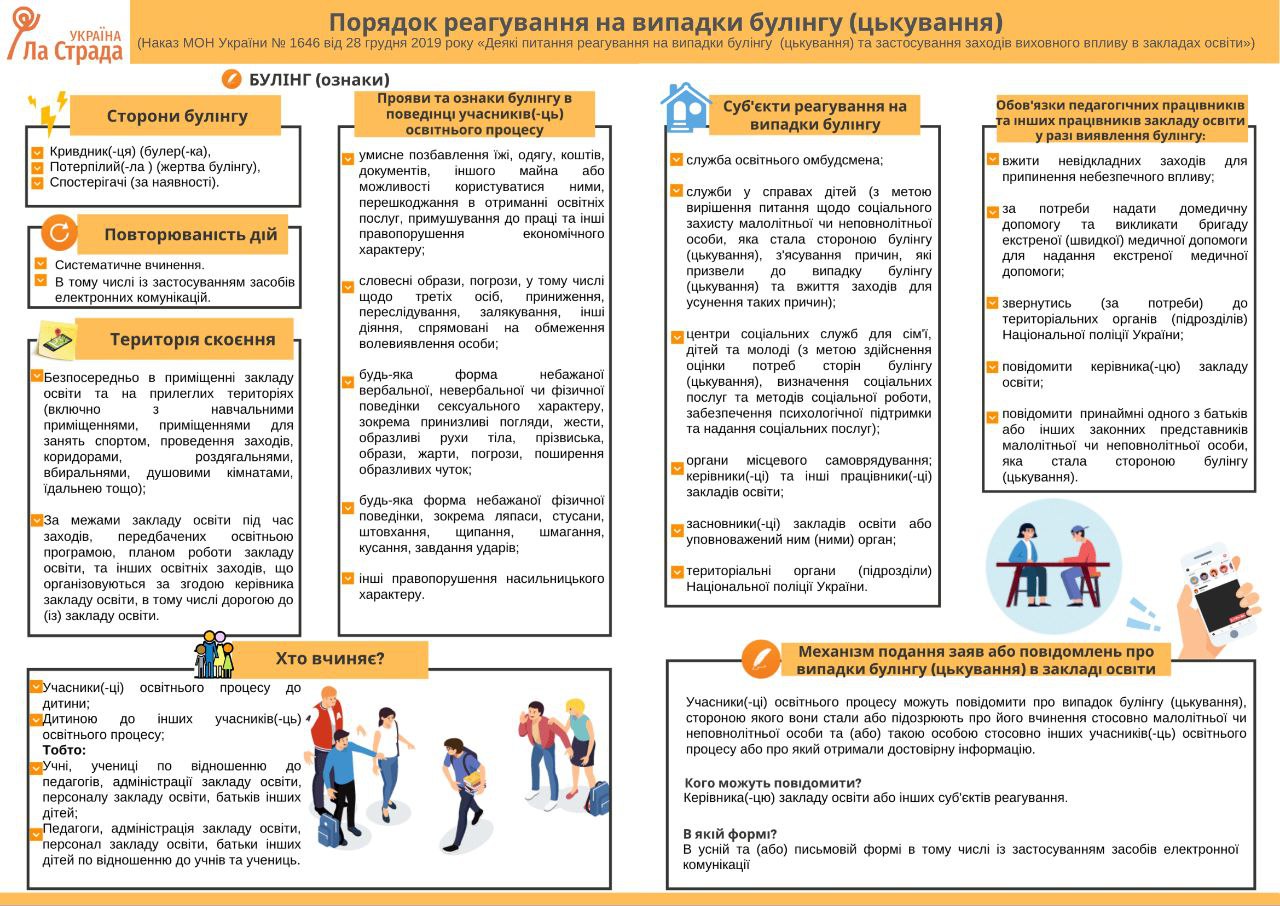 УКРАЇНА
Ла Страда
Порядок реагування на випадки булінгу (цькування)
(Наказ МОН України № 1646 від 28 грудня 2019 року «Деякі питання реагування на випадки булінгу (цькування) та застосування заходів виховного впливу в закладах освіти»)
БУЛІНГ (ознаки)
Сторони булінгу
Кривдник(-ця) (булер(-ка),
Потерпілий(-ла ) (жертва булінгу),
Спостерігачі (за наявності).
Повторюваність дій
Систематичне вчинення.
В тому числі із застосуванням засобів
електронних комунікацій.
Територія скоєння
Безпосередньо в приміщенні закладу
освіти та на прилеглих територіях
(включно з навчальними
приміщеннями, приміщеннями для
занять спортом, проведення заходів,
коридорами, роздягальнями,
вбиральнями, душовими кімнатами,
їдальнею тощо);
За межами закладу освіти під час
заходів, передбачених освітньою
програмою, планом роботи закладу
освіти, та інших освітніх заходів, що
організовуються за згодою керівника
закладу освіти, в тому числі дорогою до
(із) закладу освіти.
Прояви та ознаки булінгу в
поведінці учасників(-ць)
освітнього процесу
умисне позбавлення їжі, одягу, коштів,
документів, іншого майна або
можливості користуватися ними,
перешкоджання в отриманні освітніх
послуг, примушування до праці та інші
правопорушення економічного
характеру;
словесні образи, погрози, у тому числі
щодо третіх осіб, приниження,
переслідування, залякування, інші
діяння, спрямовані на обмеження
волевиявлення особи;
будь-яка форма небажаної
вербальної, невербальної чи фізичної
поведінки сексуального характеру,
зокрема принизливі погляди, жести,
образливі рухи тіла, прізвиська,
образи, жарти, погрози, поширення
образливих чуток;
будь-яка форма небажаної фізичної
поведінки, зокрема ляпаси, стусани,
штовхання, щипання, шмагання,
кусання, завдання ударів;
інші правопорушення насильницького
характеру.
Хто вчиняє?
Учасники(-ці) освітнього процесу до
дитини;
Дитиною до інших учасників(-ць)
освітнього процесу;
Тобто:
Учні, учениці по відношенню до
педагогів, адміністрації закладу освіти,
персоналу закладу освіти, батьків інших
дітей;
Педагоги, адміністрація закладу освіти,
персонал закладу освіти, батьки інших
дітей по відношенню до учнів та учениць.
Суб'єкти реагування на
випадки булінгу
служба освітнього омбудсмена;
служби у справах дітей (з метою
вирішення питання щодо соціального
захисту малолітньої чи неповнолітньої
особи, яка стала стороною булінгу
(цькування), з'ясування причин, які
призвели до випадку булінгу
(цькування) та вжиття заходів для
усунення таких причин);
центри соціальних служб для сім'ї,
дітей та молоді (з метою здійснення
оцінки потреб сторін булінгу
(цькування), визначення соціальних
послуг та методів соціальної роботи,
забезпечення психологічної підтримки
та надання соціальних послуг);
органи місцевого самоврядування;
керівники(-ці) та інші працівники(-ці)
закладів освіти;
засновники(-ці) закладів освіти або
уповноважений ним (ними) орган;
територіальні органи (підрозділи)
Національної поліції України.
Обов'язки педагогічних працівників
та інших працівників закладу освіти
у разі виявлення булінгу:
вжити невідкладних заходів для
припинення небезпечного впливу;
за потреби надати домедичну
допомогу та викликати бригаду
екстреної (швидкої) медичної допомоги
для надання екстреної медичної
допомоги;
звернутись (за потреби) до
територіальних органів (підрозділів)
Національної поліції України;
повідомити керівника(-цю) закладу
освіти;
повідомити принаймні одного з батьків
або інших законних представників
малолітньої чи неповнолітньої особи,
яка стала стороною булінгу
(цькування).
Механізм подання заяв або повідомлень про
випадки булінгу (цькування) в закладі освіти
Учасники(-ці) освітнього процесу можуть повідомити про випадок булінгу (цькування),
стороною якого вони стали або підозрюють про його вчинення стосовно малолітньої чи
неповнолітньої особи та (або) такою особою стосовно інших учасників(-ць) освітнього
процесу або про який отримали достовірну інформацію.
Кого можуть повідомити?
Керівника(-цю) закладу освіти або інших суб'єктів реагування.
В якій формі?
В усній та (або) письмовій формі в тому числі із застосуванням засобів електронної
комунікації